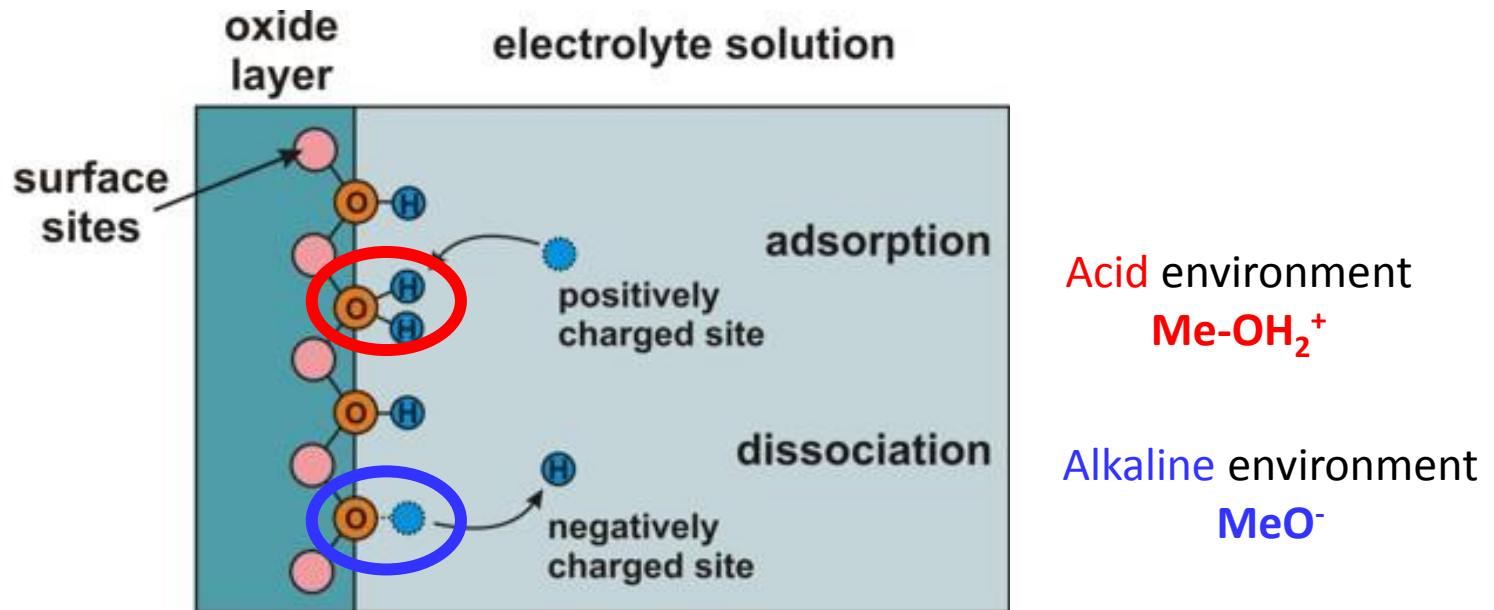 oxide
layer
electrolyte solution
surface
sites
O
H
adsorption
H
O
H
positively
charged site
Acid environment
Me-OH₂⁺
O
H
dissociation
H
O
negatively
charged site
Alkaline environment
MeO⁻